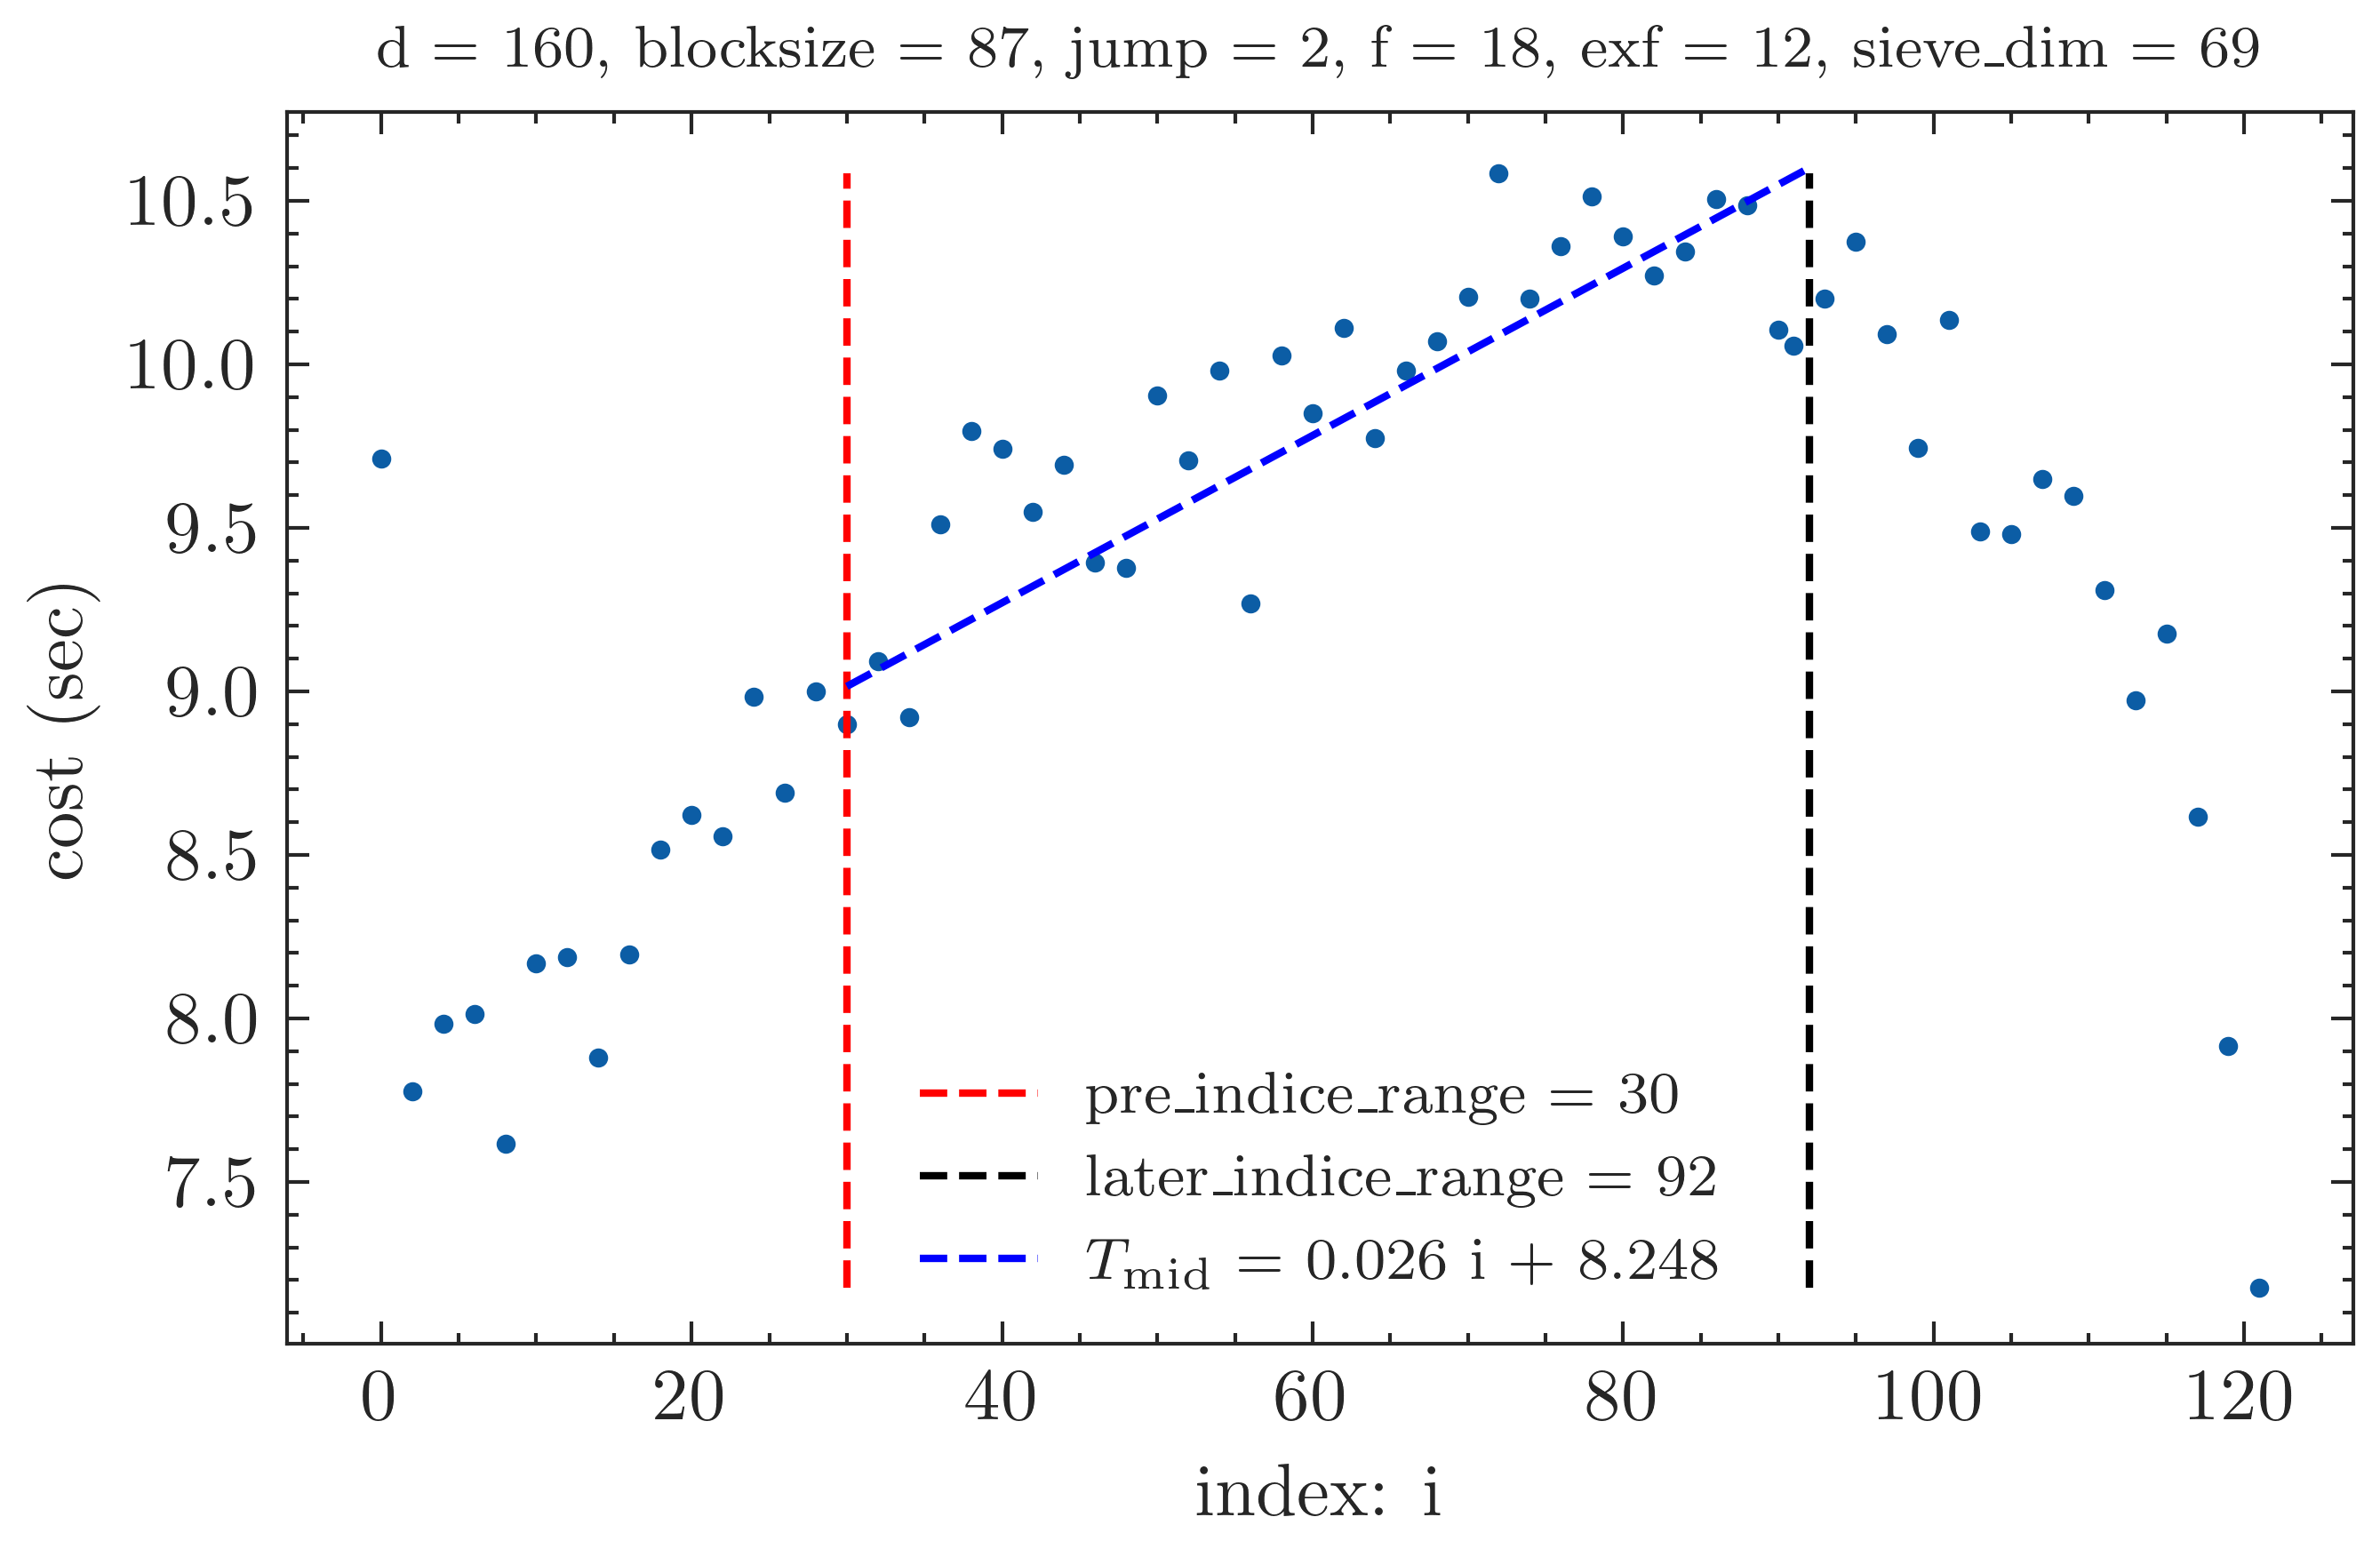 d = 160, blocksize = 87, jump = 2, f = 18, exf = 12, sieve_dim = 69
10.5
10.0
9.5
9.0
8.5
8.0
7.5
cost (sec)
pre_indice_range = 30
later_indice_range = 92
T_mid = 0.026 i + 8.248
0 20 40 60 80 100 120
index: i